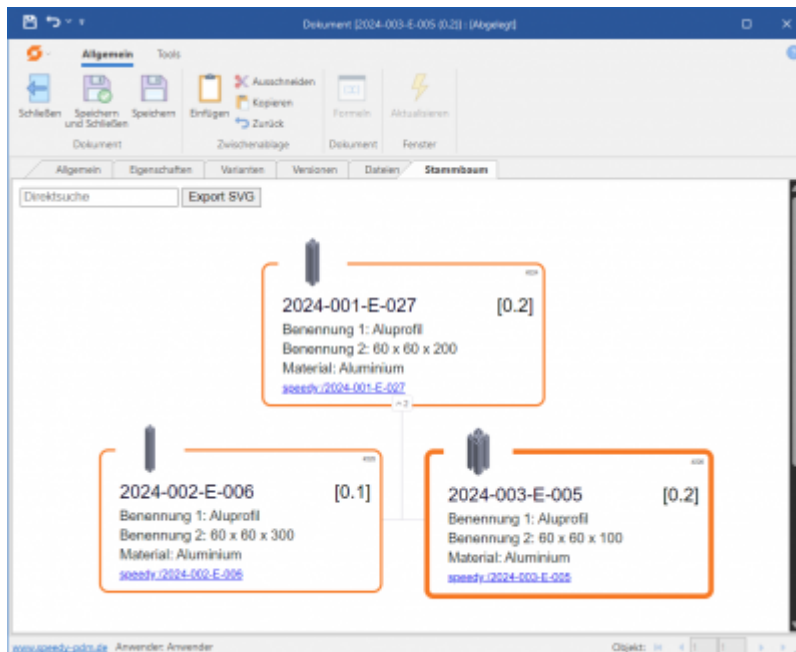 Dokument (2024-003-E-005 (0.2)) : (Abgelegt)
Allgemein Tools
Schließen
Speichern und Schließen
Speichern
Einfügen
Ausschneiden
Kopieren
Zurück
Formeln
Aktualisieren
Dokument Zwischenablage Dokument Fenster
Allgemein Eigenschaften Varianten Versionen Dateien Stammbaum
Direktsuche Export SVG
2024-001-E-027 [0.2]
Benennung 1: Aluprofil
Benennung 2: 60 x 60 x 200
Material: Aluminium
speedy:/2024-001-E-027
2024-002-E-006 [0.1]
Benennung 1: Aluprofil
Benennung 2: 60 x 60 x 300
Material: Aluminium
speedy:/2024-002-E-006
2024-003-E-005 [0.2]
Benennung 1: Aluprofil
Benennung 2: 60 x 60 x 100
Material: Aluminium
speedy:/2024-003-E-005
www.speedy-pdm.de Anwender: Anwender Objekt: